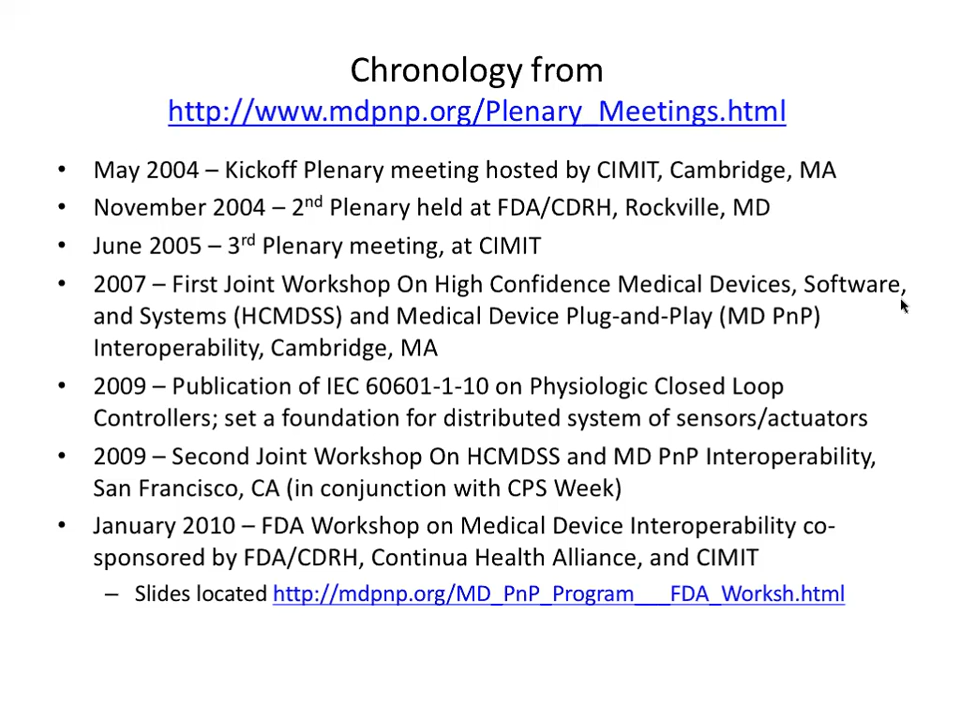 Chronology from
http://www.mdpnp.org/Plenary_Meetings.html
• May 2004 – Kickoff Plenary meeting hosted by CIMIT, Cambridge, MA
• November 2004 – 2nd Plenary held at FDA/CDRH, Rockville, MD
• June 2005 – 3rd Plenary meeting, at CIMIT
• 2007 – First Joint Workshop On High Confidence Medical Devices, Software,
and Systems (HCMDSS) and Medical Device Plug-and-Play (MD PnP)
Interoperability, Cambridge, MA
• 2009 – Publication of IEC 60601-1-10 on Physiologic Closed Loop
Controllers; set a foundation for distributed system of sensors/actuators
• 2009 – Second Joint Workshop On HCMDSS and MD PnP Interoperability,
San Francisco, CA (in conjunction with CPS Week)
• January 2010 – FDA Workshop on Medical Device Interoperability co-
sponsored by FDA/CDRH, Continua Health Alliance, and CIMIT
– Slides located http://mdpnp.org/MD_PnP_Program___FDA_Worksh.html